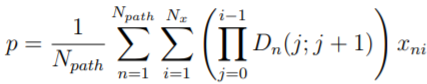 $p = \frac{1}{N_{path}} \sum_{n=1}^{N_{path}} \sum_{i=1}^{N_x} \left( \prod_{j=0}^{i-1} D_n(j; j+1) \right) x_{ni}$